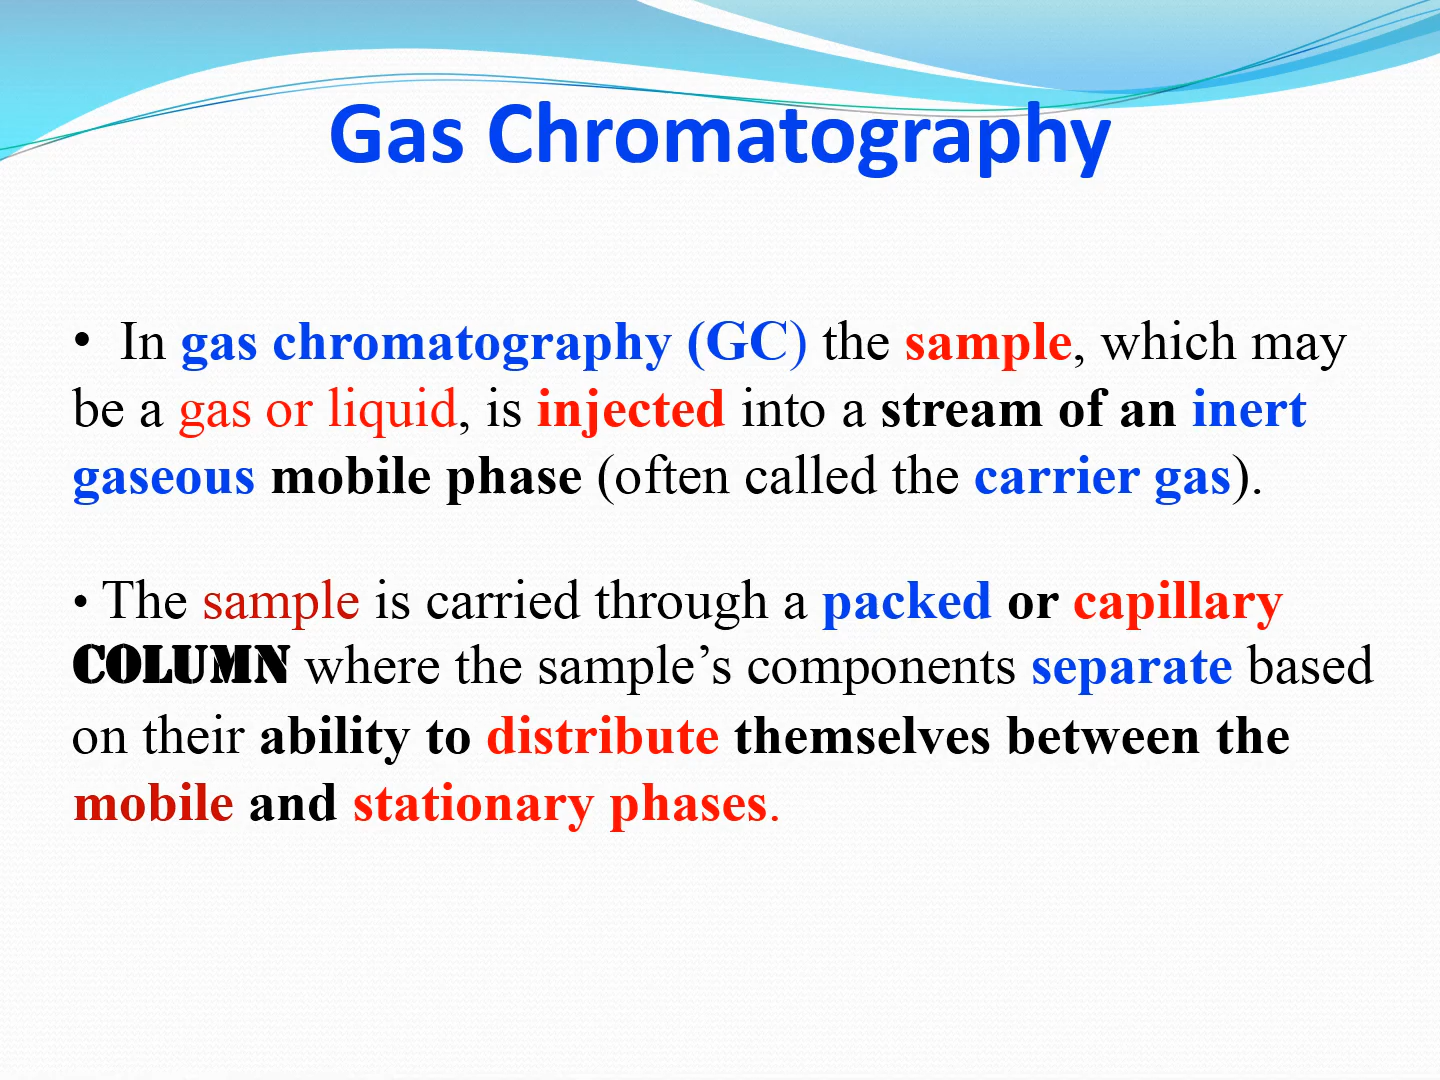 Gas Chromatography
• In gas chromatography (GC) the sample, which may
be a gas or liquid, is injected into a stream of an inert
gaseous mobile phase (often called the carrier gas).
• The sample is carried through a packed or capillary
COLUMN where the sample’s components separate based
on their ability to distribute themselves between the
mobile and stationary phases.